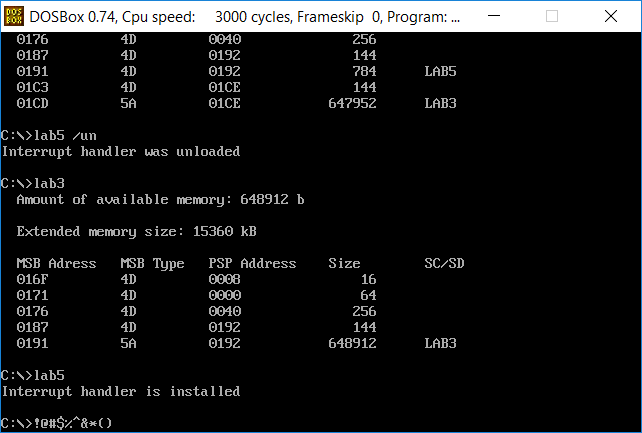 DOSBox 0.74, Cpu speed: 3000 cycles, Frameskip 0, Program: ...
0176 4D 0040 256
0187 4D 0192 144
0191 4D 0192 784 LAB5
01C3 4D 01CE 144
01CD 5A 01CE 647952 LAB3
C:\>lab5 /un
Interrupt handler was unloaded
C:\>lab3
Amount of available memory: 648912 b
Extended memory size: 15360 kB
MSB Adress MSB Type PSP Address Size SC/SD
016F 4D 0008 16
0171 4D 0000 64
0176 4D 0040 256
0187 4D 0192 144
0191 5A 0192 648912 LAB3
C:\>lab5
Interrupt handler is installed
C:\>!@#$%^&*()